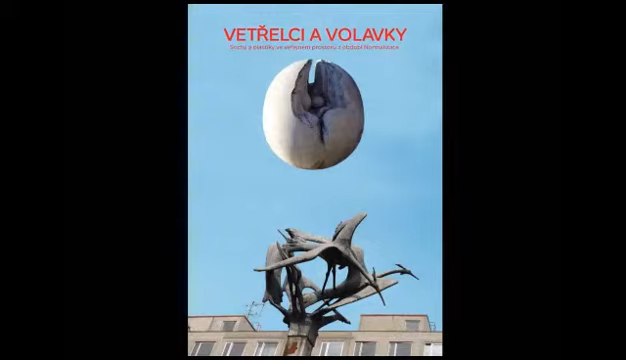 VETŘELCI A VOLAVKY
Sochy a plastiky ve veřejném prostoru z období Normalizace